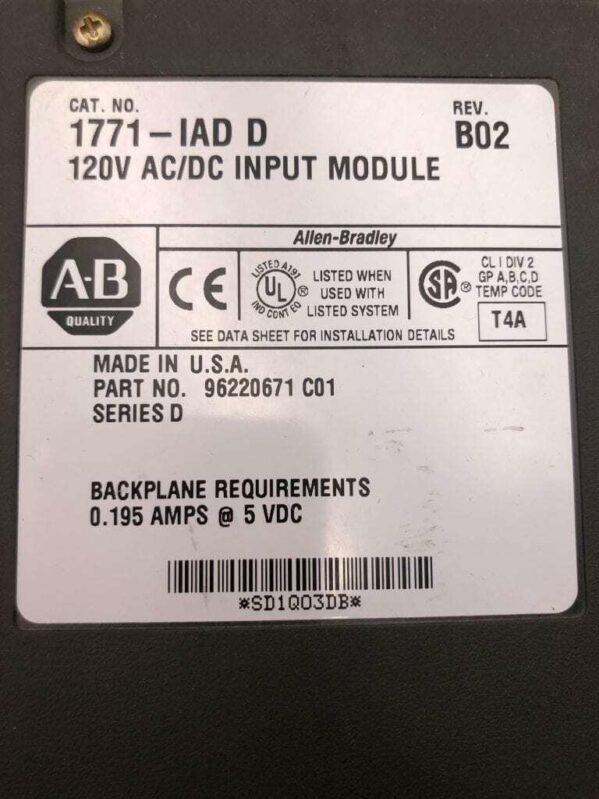 CAT. NO.
1771-IAD D
120V AC/DC INPUT MODULE
REV.
B02
Allen-Bradley
A-B
QUALITY
CE
LISTED A197
UL ®
IND CONT EQ
LISTED WHEN
USED WITH
LISTED SYSTEM
SA ®
CL I DIV 2
GP A,B,C,D
TEMP CODE
T4A
SEE DATA SHEET FOR INSTALLATION DETAILS
MADE IN U.S.A.
PART NO. 96220671 C01
SERIES D
BACKPLANE REQUIREMENTS
0.195 AMPS @ 5 VDC
*SD1Q03DB*